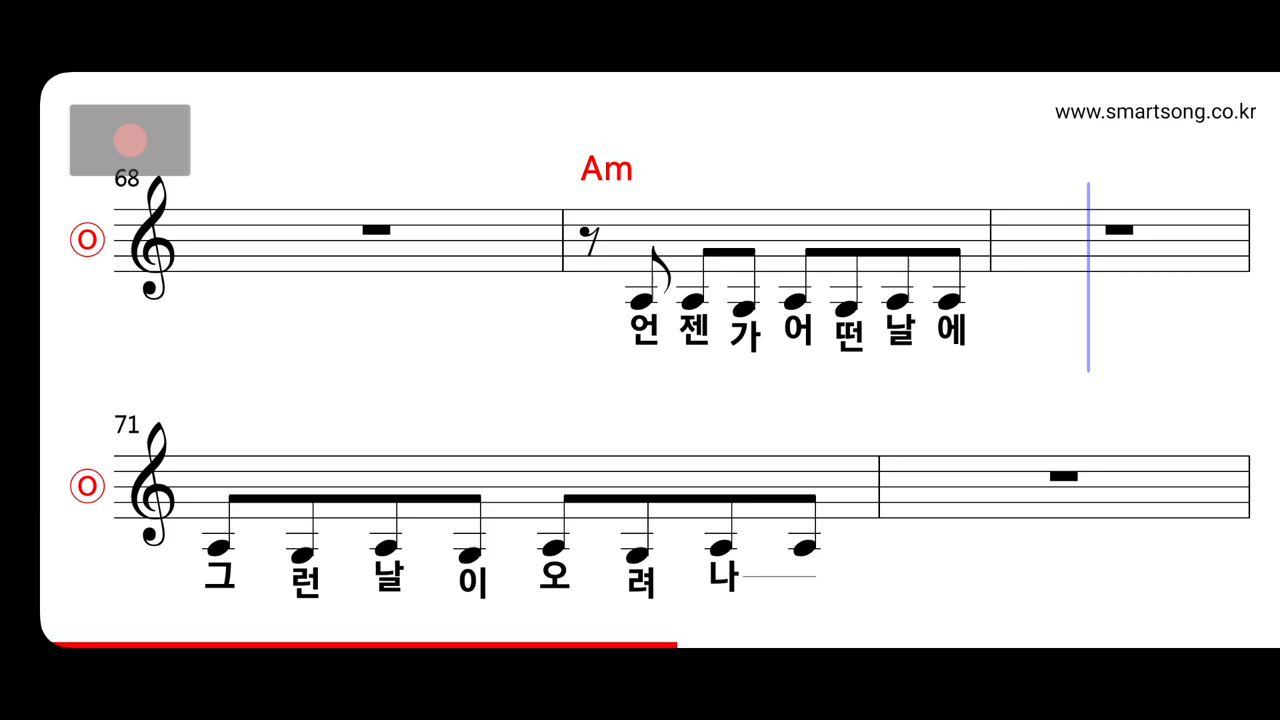 www.smartsong.co.kr
Am
68
O
언 젠 가 어 떤 날 에
71
O
그 런 날 이 오 려 나